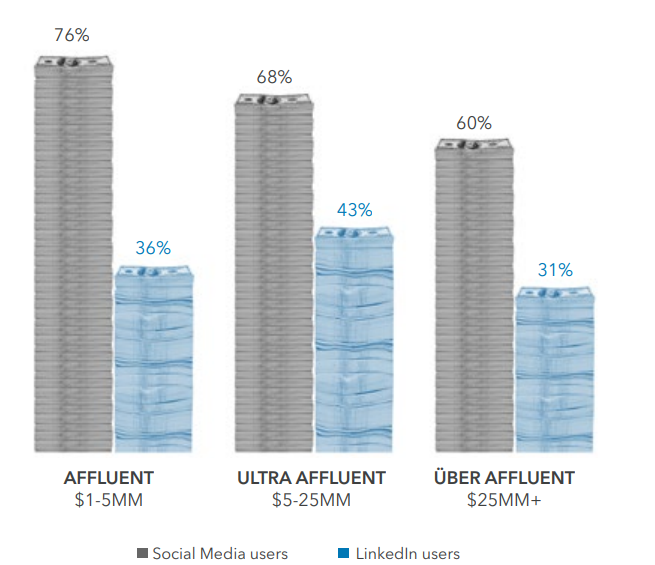 76%
36%
68%
43%
60%
31%
AFFLUENT
$1-5MM
ULTRA AFFLUENT
$5-25MM
ÜBER AFFLUENT
$25MM+
Social Media users
LinkedIn users